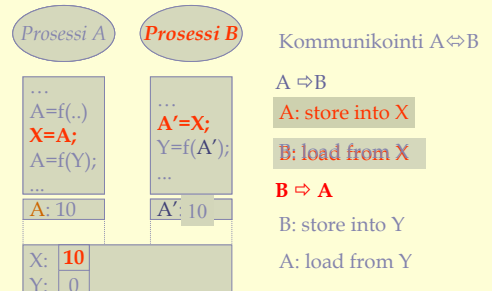 Prosessi A
Prosessi B
Kommunikointi A⇔B
…
A=f(..)
X=A;
A=f(Y);
...
A: 10
…
A'=X;
Y=f(A');
...
A': 10
X: 10
Y: 0
A ⇨B
A: store into X
B: load from X
B ⇨ A
B: store into Y
A: load from Y